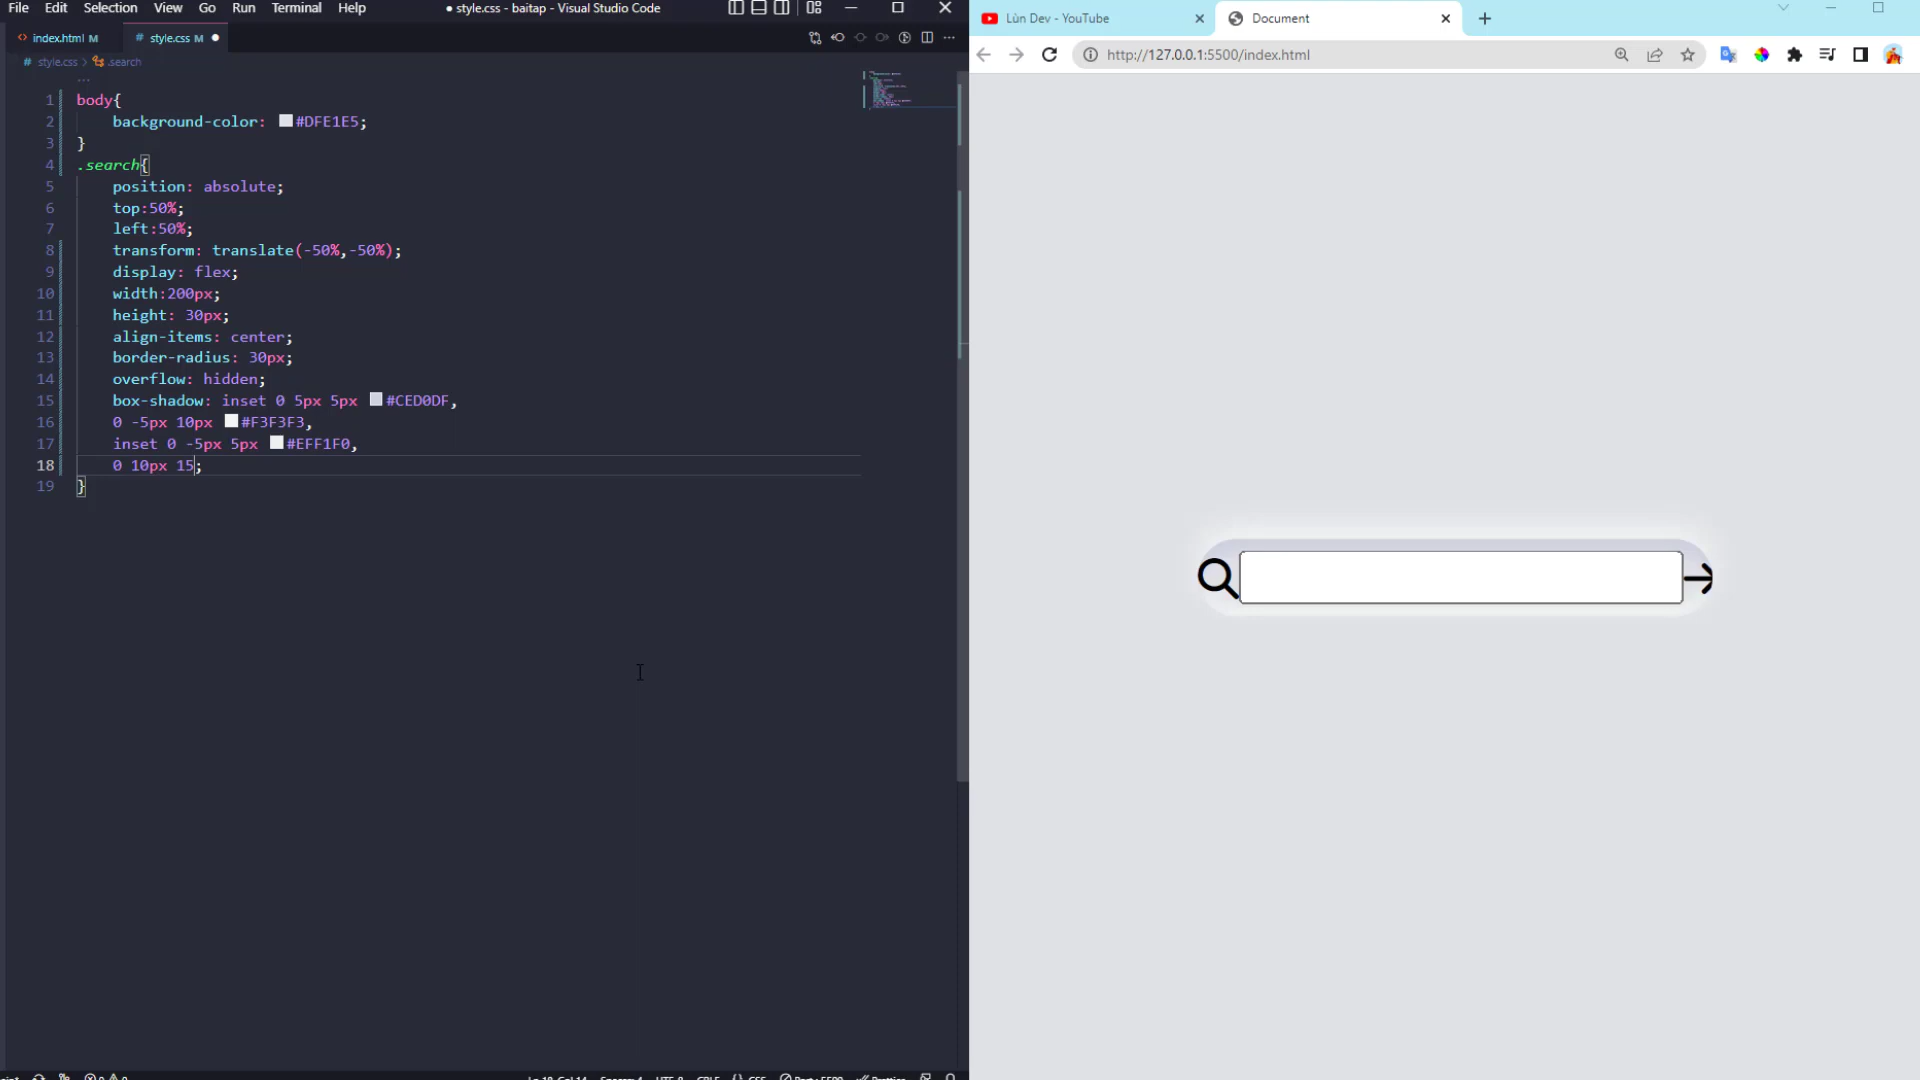 File Edit Selection View Go Run Terminal Help
● style.css - baitap - Visual Studio Code
index.html M
# style.css M ●
# style.css > .search
...
1 body{
2 background-color: #DFE1E5;
3 }
4 .search{
5 position: absolute;
6 top:50%;
7 left:50%;
8 transform: translate(-50%,-50%);
9 display: flex;
10 width:200px;
11 height: 30px;
12 align-items: center;
13 border-radius: 30px;
14 overflow: hidden;
15 box-shadow: inset 0 5px 5px #CED0DF,
16 0 -5px 10px #F3F3F3,
17 inset 0 -5px 5px #EFF1F0,
18 0 10px 15;
19 }
Lùn Dev - YouTube
Document
http://127.0.0.1:5500/index.html